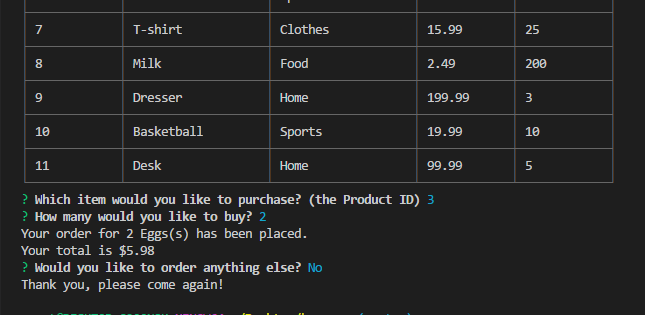 7 T-shirt Clothes 15.99 25
8 Milk Food 2.49 200
9 Dresser Home 199.99 3
10 Basketball Sports 19.99 10
11 Desk Home 99.99 5
? Which item would you like to purchase? (the Product ID) 3
? How many would you like to buy? 2
Your order for 2 Eggs(s) has been placed.
Your total is $5.98
? Would you like to order anything else? No
Thank you, please come again!